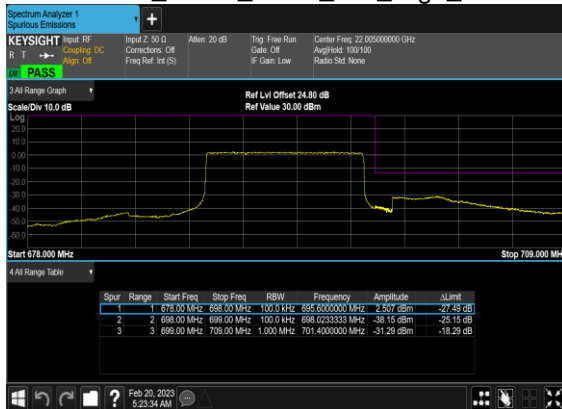 Spectrum Analyzer 1
Spurious Emissions
KEYSIGHT Input: RF Input Z: 50 Ω Atten: 20 dB Trig: Free Run Center Freq: 22.005000000 GHz
R T Coupling: DC Corrections: Off Gate: Off Avg|Hold: 100/100
Align: Off Freq Ref: Int (S) IF Gain: Low Radio Std: None
PASS
3 All Range Graph
Ref Lvl Offset 24.80 dB
Scale/Div 10.0 dB Ref Value 30.00 dBm
Log
20.0
10.0
0.00
-10.0
-20.0
-30.0
-40.0
-50.0
-60.0
Start 678.000 MHz Stop 709.000 MH
4 All Range Table
Spur Range Start Freq Stop Freq RBW Frequency Amplitude ΔLimit
1 1 678.00 MHz 698.00 MHz 100.0 kHz 695.6000000 MHz 2.507 dBm -27.49 dB
2 2 698.00 MHz 699.00 MHz 100.0 kHz 698.0233333 MHz -38.15 dBm -25.15 dB
3 3 699.00 MHz 709.00 MHz 1.000 MHz 701.4000000 MHz -31.29 dBm -18.29 dB
? Feb 20, 2023
5:23:34 AM